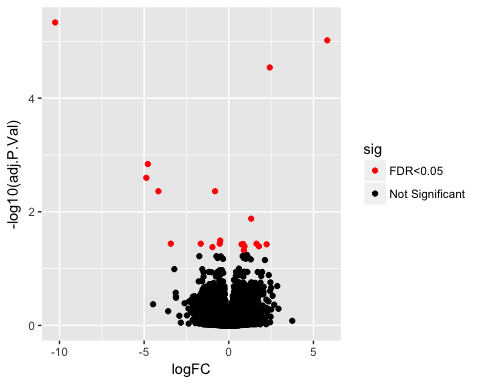 -log10(adj.P.Val)
4
2
0
-10
-5
0
5
logFC
sig
FDR<0.05
Not Significant